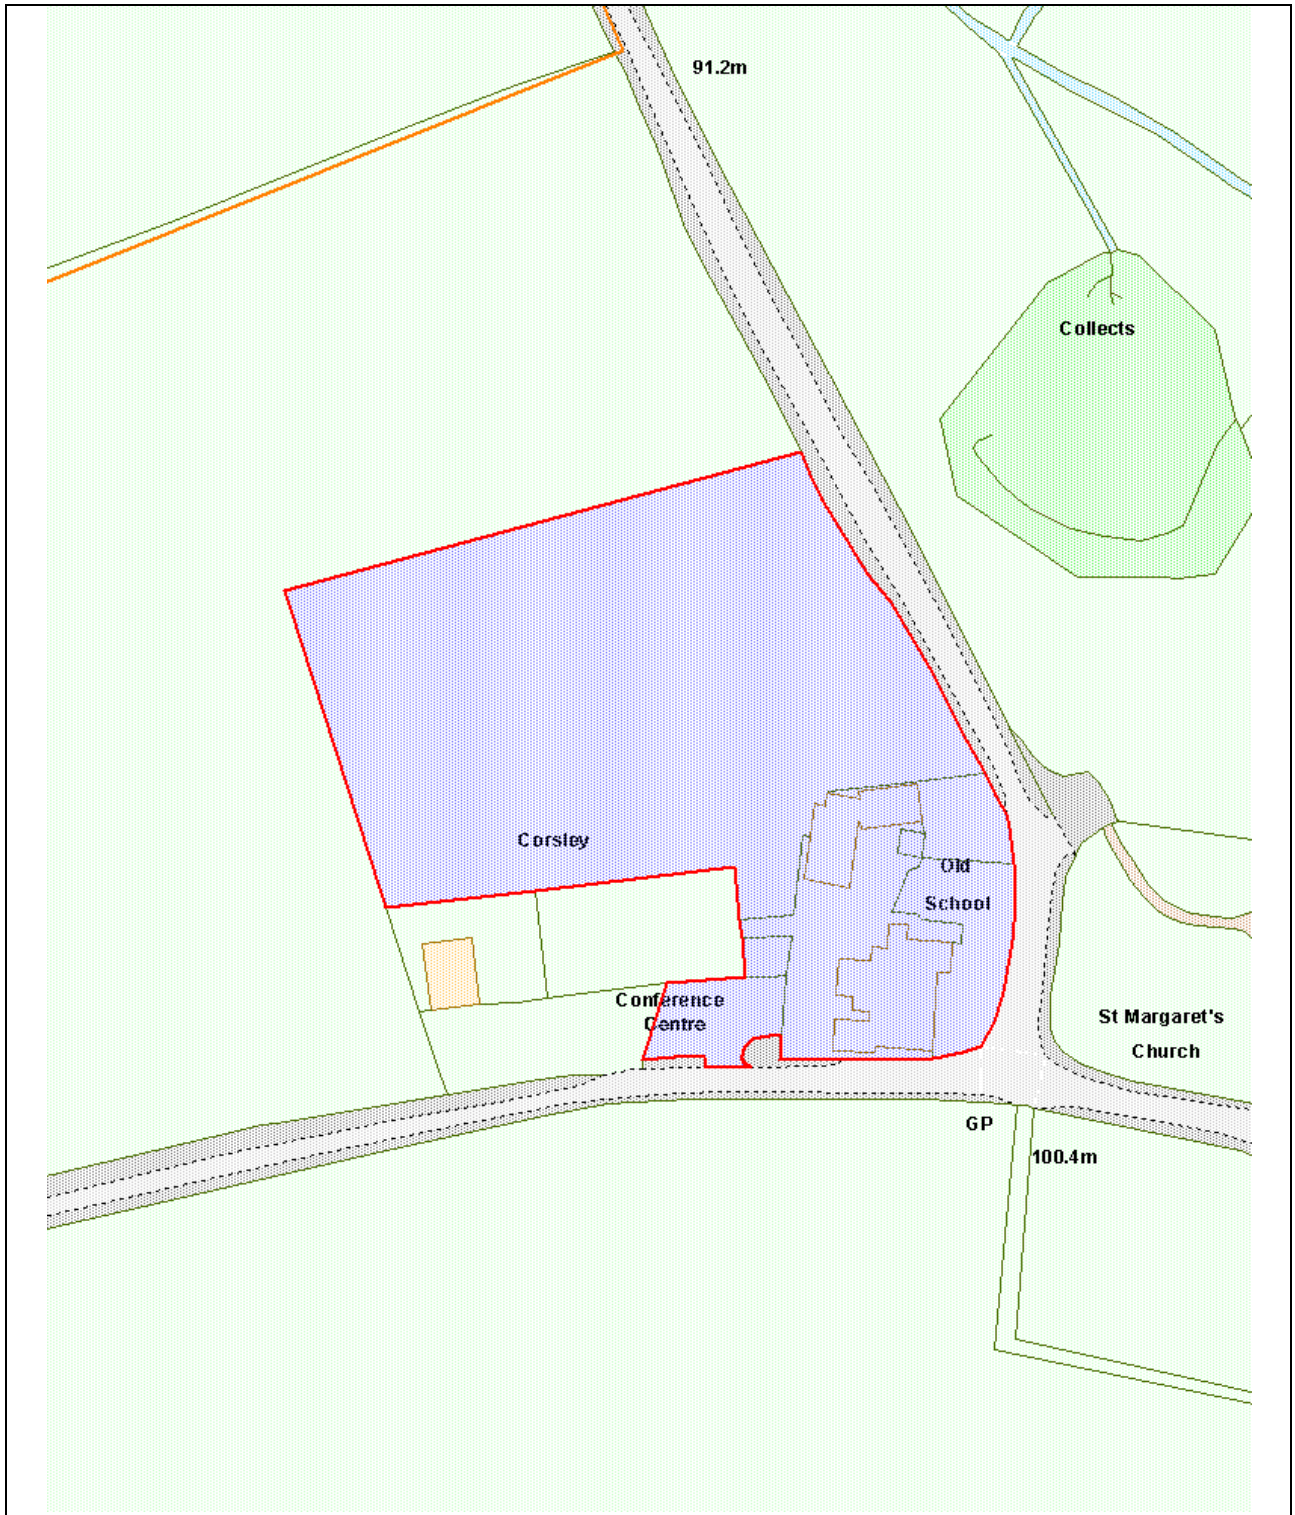 91.2m
Collects
Corsley
Old
School
Conference
Centre
St Margaret's
Church
GP
100.4m